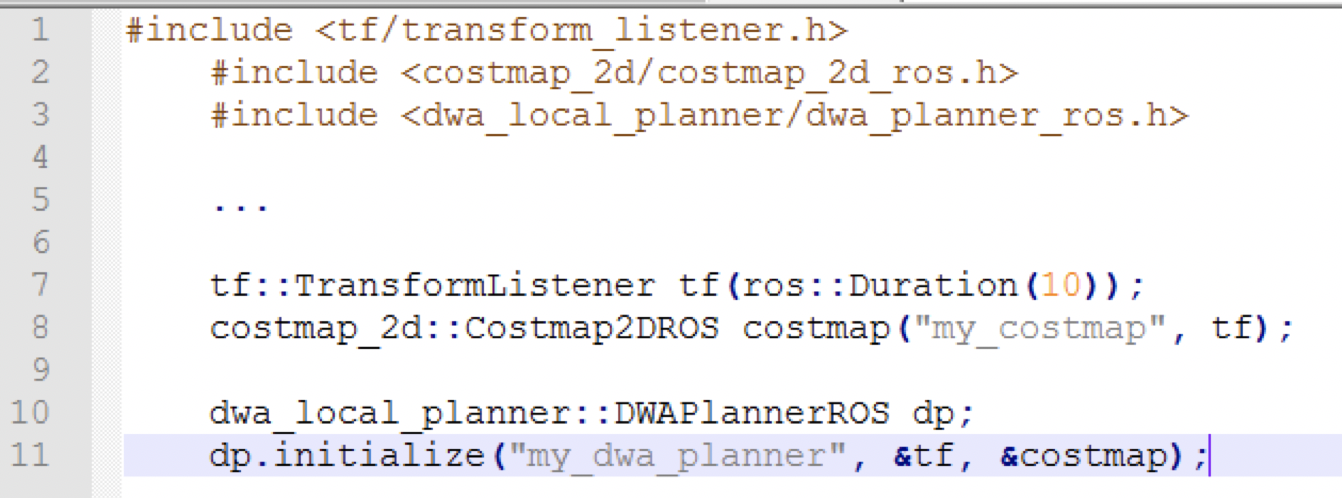 1 #include <tf/transform_listener.h>
2 #include <costmap_2d/costmap_2d_ros.h>
3 #include <dwa_local_planner/dwa_planner_ros.h>
4
5 ...
6
7 tf::TransformListener tf(ros::Duration(10));
8 costmap_2d::Costmap2DROS costmap("my_costmap", tf);
9
10 dwa_local_planner::DWAPlannerROS dp;
11 dp.initialize("my_dwa_planner", &tf, &costmap);